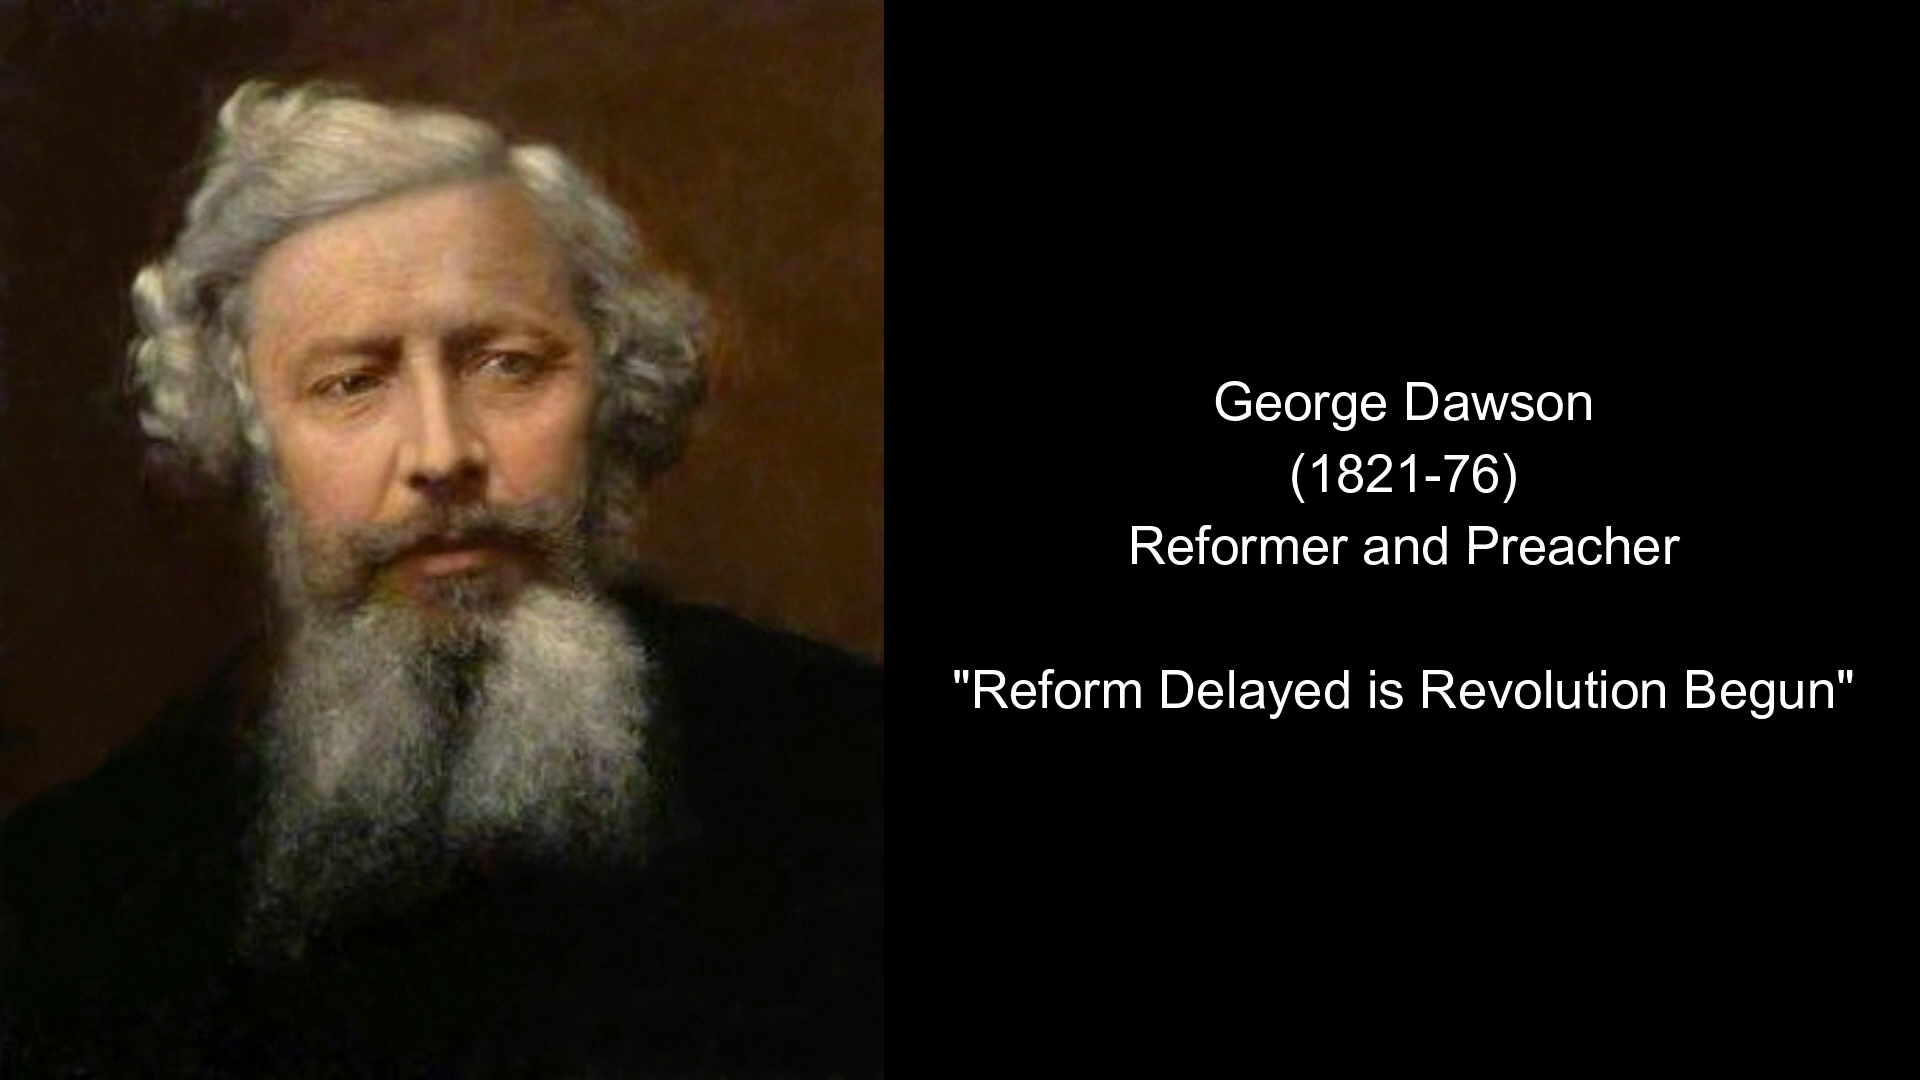 George Dawson
(1821-76)
Reformer and Preacher
"Reform Delayed is Revolution Begun"